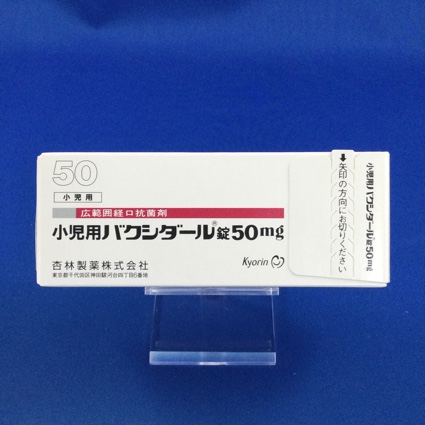 50
小児用
広範囲経口抗菌剤
小児用バクシダール®錠50mg
杏林製薬株式会社
東京都千代田区神田駿河台四丁目6番地
Kyorin
矢印の方向にお切りください
小児用バクシダール錠50mg